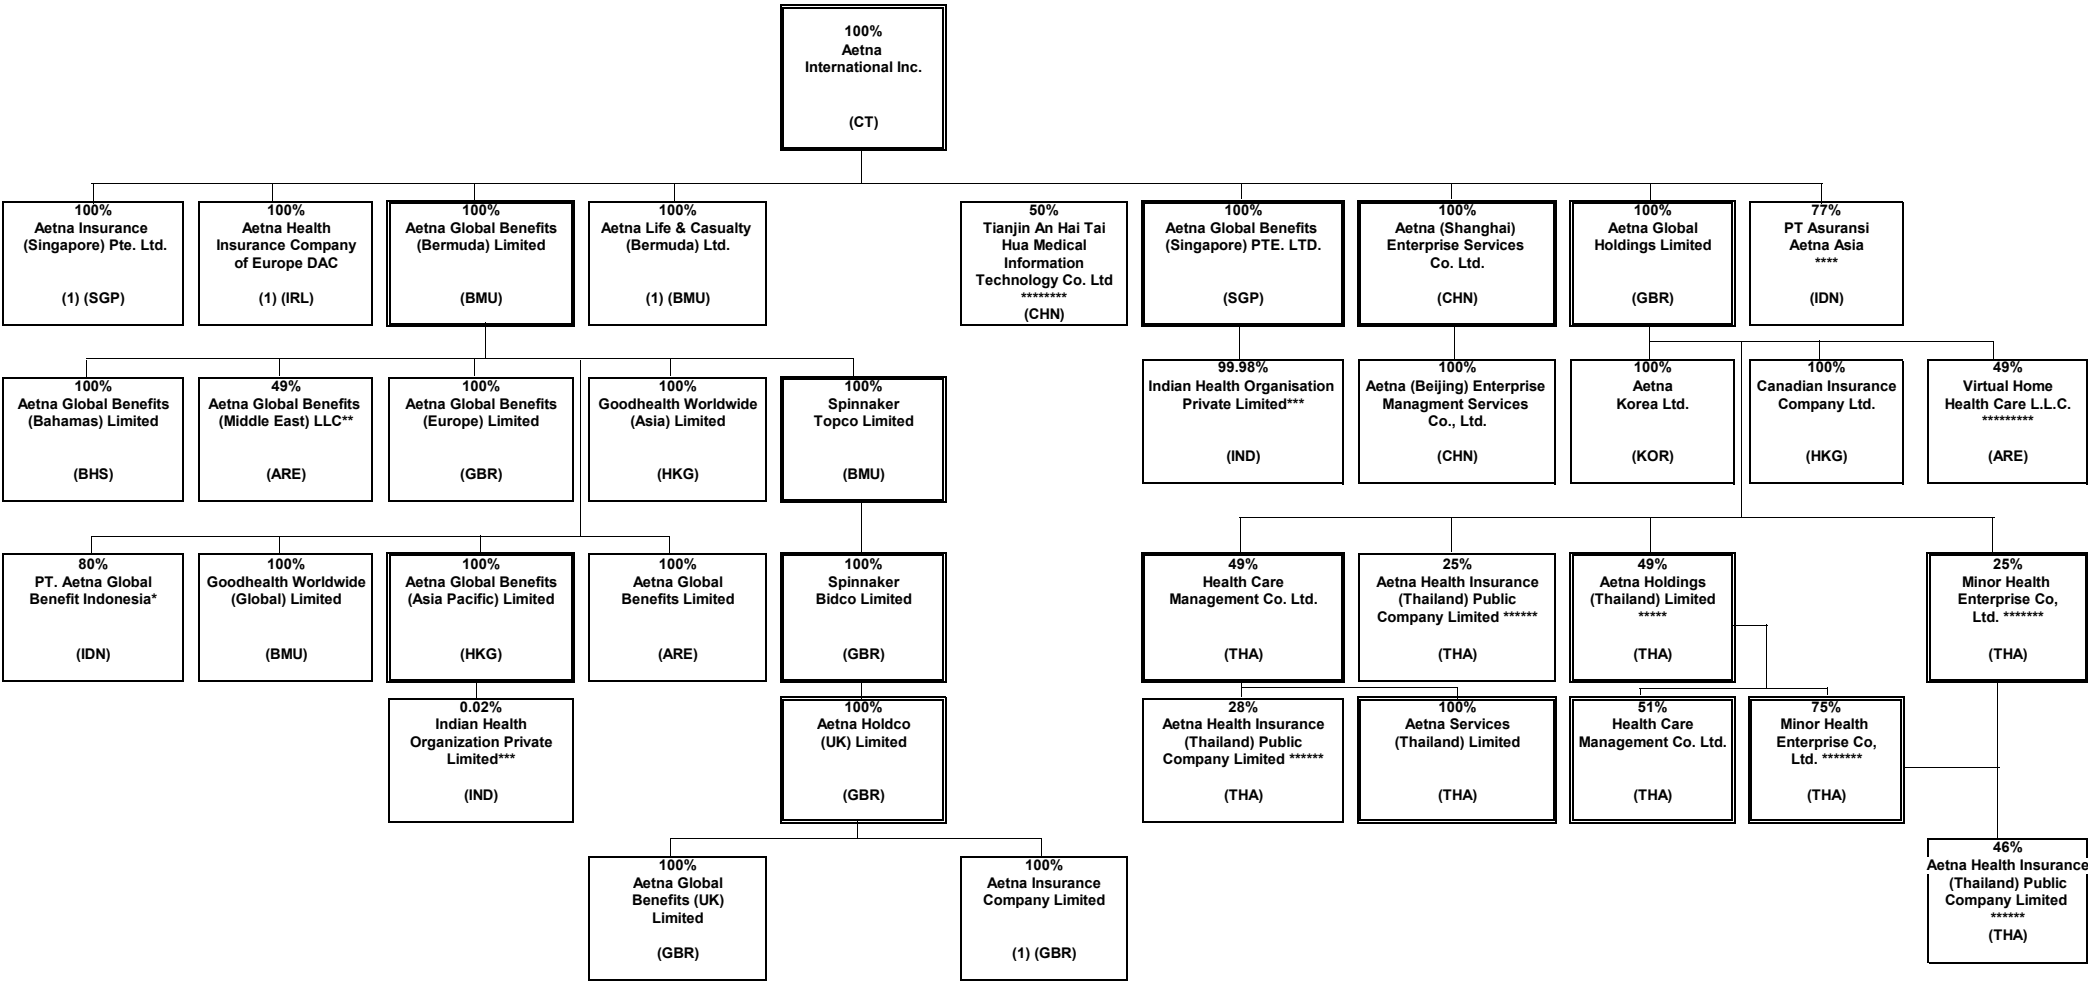 100%
Aetna
International Inc.
(CT)
100%
Aetna Insurance
(Singapore) Pte. Ltd.
(1) (SGP)
100%
Aetna Health
Insurance Company
of Europe DAC
(1) (IRL)
100%
Aetna Global Benefits
(Bermuda) Limited
(BMU)
100%
Aetna Life & Casualty
(Bermuda) Ltd.
(1) (BMU)
50%
Tianjin An Hai Tai
Hua Medical
Information
Technology Co. Ltd
********
(CHN)
100%
Aetna Global Benefits
(Singapore) PTE. LTD.
(SGP)
100%
Aetna (Shanghai)
Enterprise Services
Co. Ltd.
(CHN)
100%
Aetna Global
Holdings Limited
(GBR)
77%
PT Asuransi
Aetna Asia
****
(IDN)
100%
Aetna Global Benefits
(Bahamas) Limited
(BHS)
49%
Aetna Global Benefits
(Middle East) LLC**
(ARE)
100%
Aetna Global Benefits
(Europe) Limited
(GBR)
100%
Goodhealth Worldwide
(Asia) Limited
(HKG)
100%
Spinnaker
Topco Limited
(BMU)
99.98%
Indian Health Organisation
Private Limited***
(IND)
100%
Aetna (Beijing) Enterprise
Managment Services
Co., Ltd.
(CHN)
100%
Aetna
Korea Ltd.
(KOR)
100%
Canadian Insurance
Company Ltd.
(HKG)
49%
Virtual Home
Health Care L.L.C.
*********
(ARE)
80%
PT. Aetna Global
Benefit Indonesia*
(IDN)
100%
Goodhealth Worldwide
(Global) Limited
(BMU)
100%
Aetna Global Benefits
(Asia Pacific) Limited
(HKG)
100%
Aetna Global
Benefits Limited
(ARE)
100%
Spinnaker
Bidco Limited
(GBR)
49%
Health Care
Management Co. Ltd.
(THA)
25%
Aetna Health Insurance
(Thailand) Public
Company Limited ******
(THA)
49%
Aetna Holdings
(Thailand) Limited
*****
(THA)
25%
Minor Health
Enterprise Co,
Ltd. *******
(THA)
0.02%
Indian Health
Organization Private
Limited***
(IND)
100%
Aetna Holdco
(UK) Limited
(GBR)
28%
Aetna Health Insurance
(Thailand) Public
Company Limited ******
(THA)
100%
Aetna Services
(Thailand) Limited
(THA)
51%
Health Care
Management Co. Ltd.
(THA)
75%
Minor Health
Enterprise Co,
Ltd. *******
(THA)
100%
Aetna Global
Benefits (UK)
Limited
(GBR)
100%
Aetna Insurance
Company Limited
(1) (GBR)
46%
Aetna Health Insurance
(Thailand) Public
Company Limited
******
(THA)